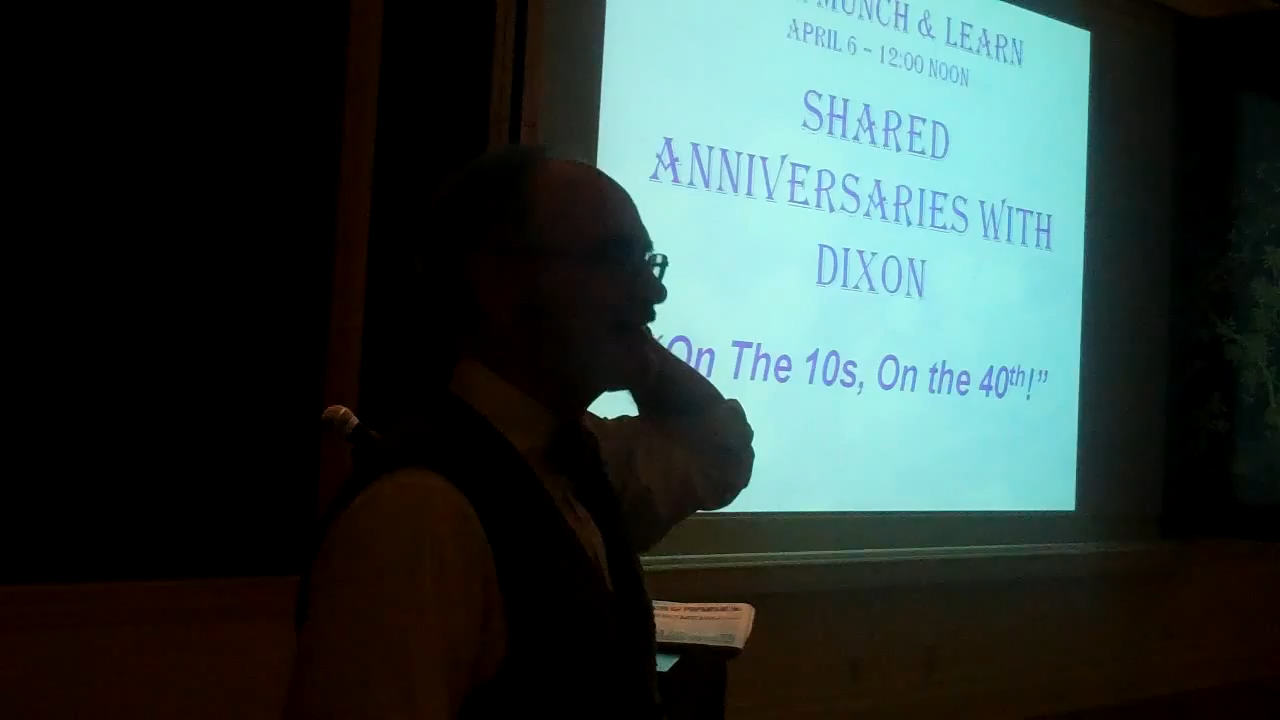 MUNCH & LEARN
APRIL 6 – 12:00 NOON
SHARED
ANNIVERSARIES WITH
DIXON
“On The 10s, On the 40th!”